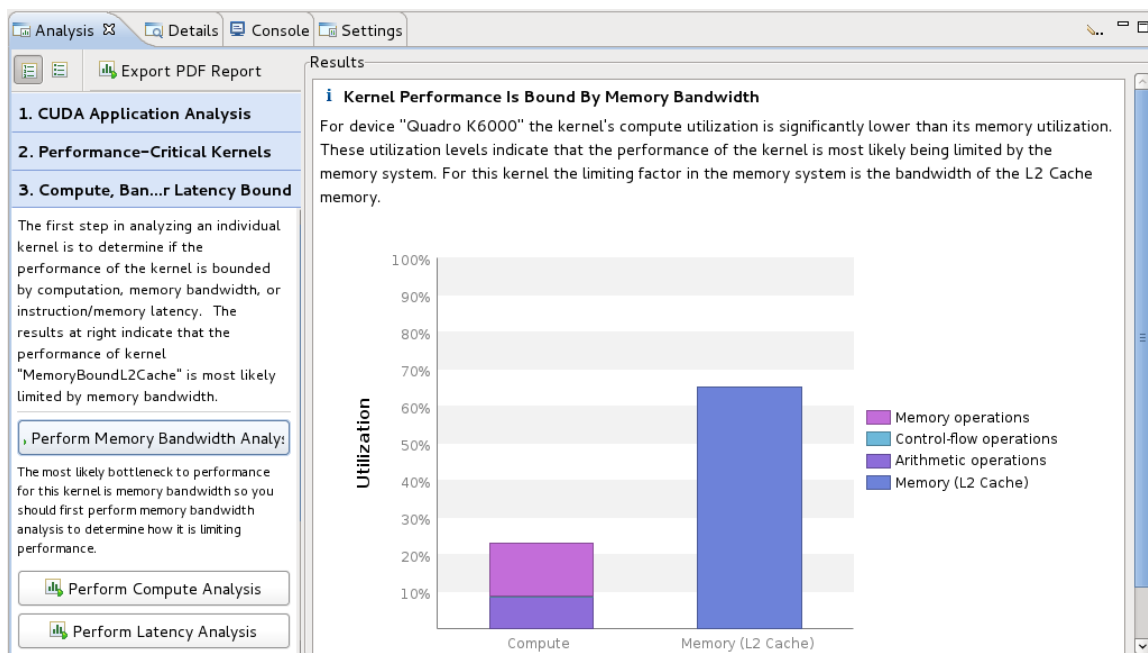 Analysis Details Console Settings
Export PDF Report
1. CUDA Application Analysis
2. Performance-Critical Kernels
3. Compute, Ban...r Latency Bound
The first step in analyzing an individual
kernel is to determine if the
performance of the kernel is bounded
by computation, memory bandwidth, or
instruction/memory latency. The
results at right indicate that the
performance of kernel
"MemoryBoundL2Cache" is most likely
limited by memory bandwidth.
Perform Memory Bandwidth Analys
The most likely bottleneck to performance
for this kernel is memory bandwidth so you
should first perform memory bandwidth
analysis to determine how it is limiting
performance.
Perform Compute Analysis
Perform Latency Analysis
Results
i Kernel Performance Is Bound By Memory Bandwidth
For device "Quadro K6000" the kernel's compute utilization is significantly lower than its memory utilization.
These utilization levels indicate that the performance of the kernel is most likely being limited by the
memory system. For this kernel the limiting factor in the memory system is the bandwidth of the L2 Cache
memory.
Utilization
100%
90%
80%
70%
60%
50%
40%
30%
20%
10%
Compute
Memory (L2 Cache)
Memory operations
Control-flow operations
Arithmetic operations
Memory (L2 Cache)